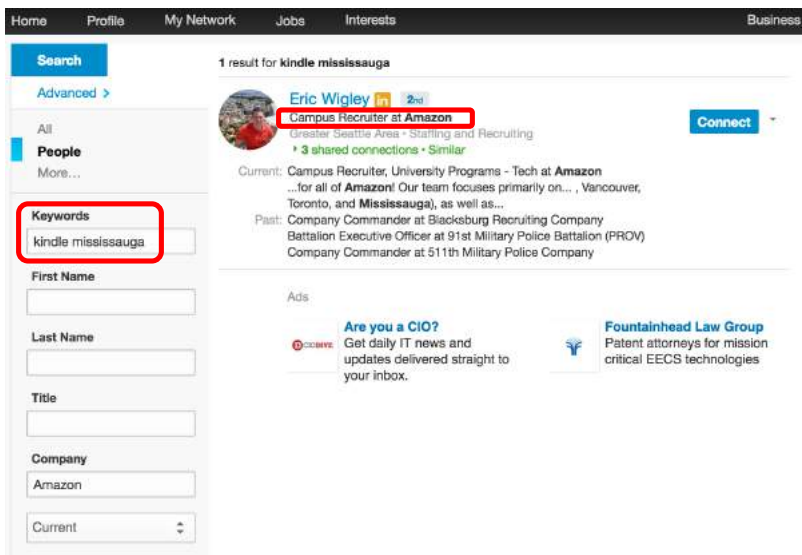 Home Profile My Network Jobs Interests Business
Search
Advanced >
All
People
More...
Keywords
kindle mississauga
First Name
Last Name
Title
Company
Amazon
Current
1 result for kindle mississauga
Eric Wigley in 2nd
Campus Recruiter at Amazon
Greater Seattle Area • Staffing and Recruiting
3 shared connections • Similar
Connect
Current: Campus Recruiter, University Programs - Tech at Amazon
...for all of Amazon! Our team focuses primarily on... , Vancouver,
Toronto, and Mississauga), as well as...
Past: Company Commander at Blacksburg Recruiting Company
Battalion Executive Officer at 91st Military Police Battalion (PROV)
Company Commander at 511th Military Police Company
Ads
CIODIVE
Are you a CIO?
Get daily IT news and
updates delivered straight to
your inbox.
Fountainhead Law Group
Patent attorneys for mission
critical EECS technologies